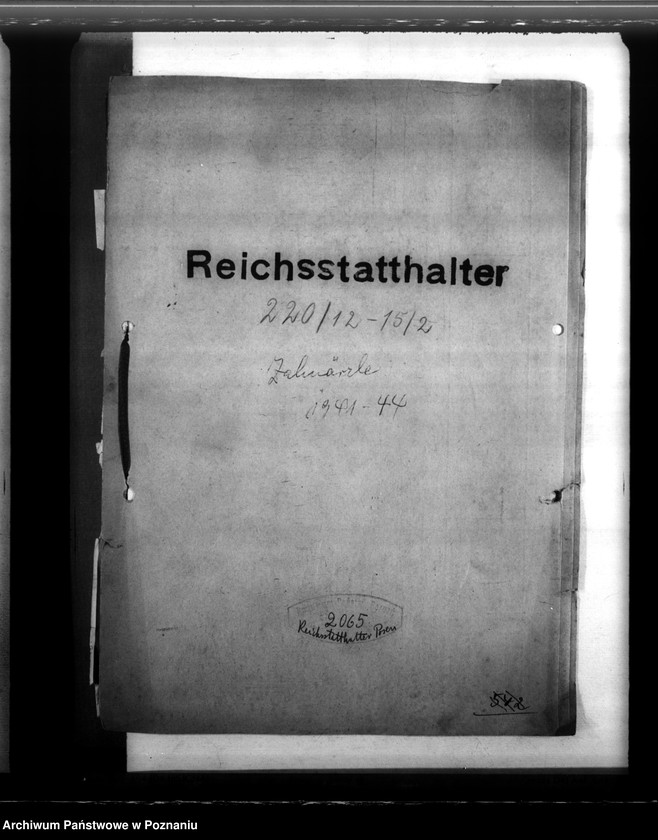 Reichsstatthalter
220/12-15/2
Zahnärzte
1941-44
2065
Reichsstatthalter Posen
Archiwum Państwowe w Poznaniu